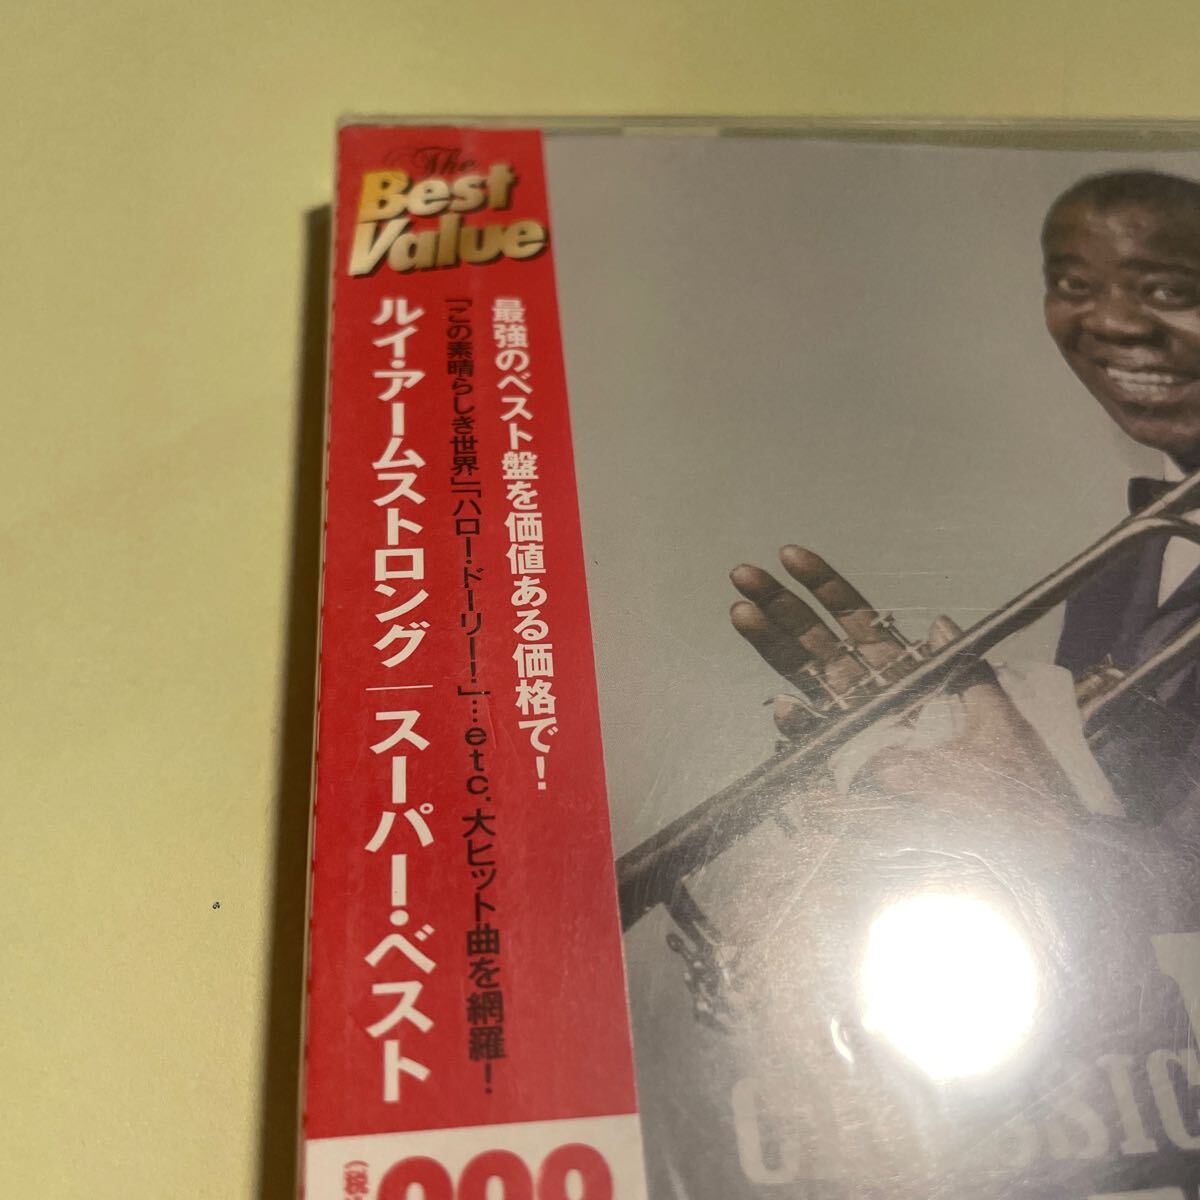 The
Best
Value
最強のベスト盤を価値ある価格で!
「この素晴らしき世界」「ハロー・ドーリー!」…etc. 大ヒット曲を網羅!
ルイ・アームストロング│スーパー・ベスト